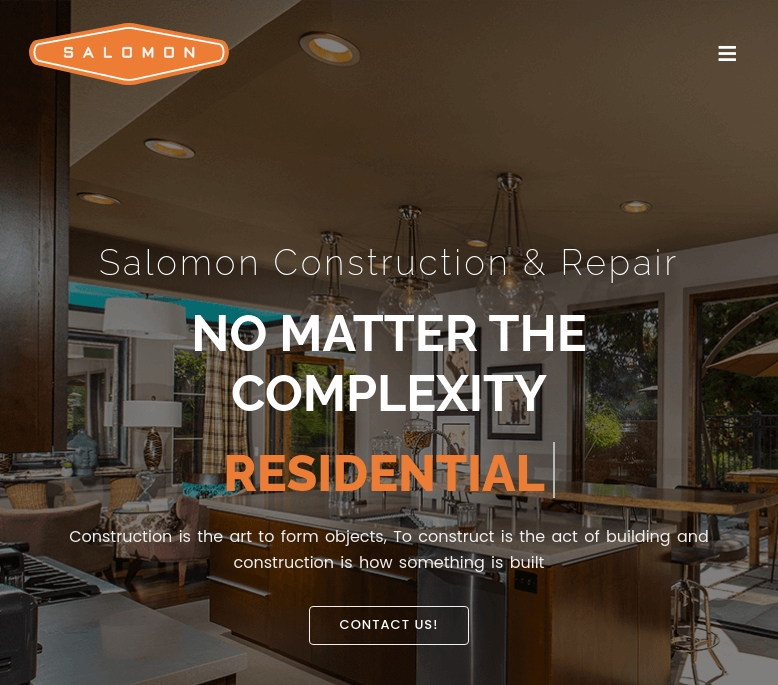 SALOMON
Salomon Construction & Repair
NO MATTER THE
COMPLEXITY
RESIDENTIAL
Construction is the art to form objects, To construct is the act of building and
construction is how something is built
CONTACT US!